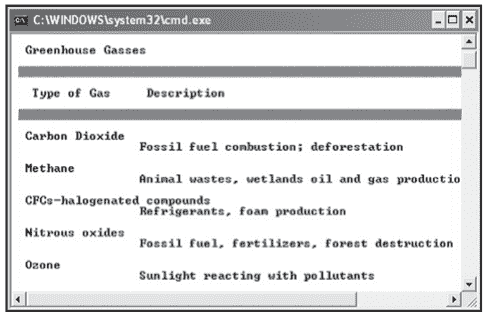 C:\WINDOWS\system32\cmd.exe
Greenhouse Gasses
Type of Gas Description
Carbon Dioxide
Fossil fuel combustion; deforestation
Methane
Animal wastes, wetlands oil and gas productio
CFCs-halogenated compounds
Refrigerants, foam production
Nitrous oxides
Fossil fuel, fertilizers, forest destruction
Ozone
Sunlight reacting with pollutants